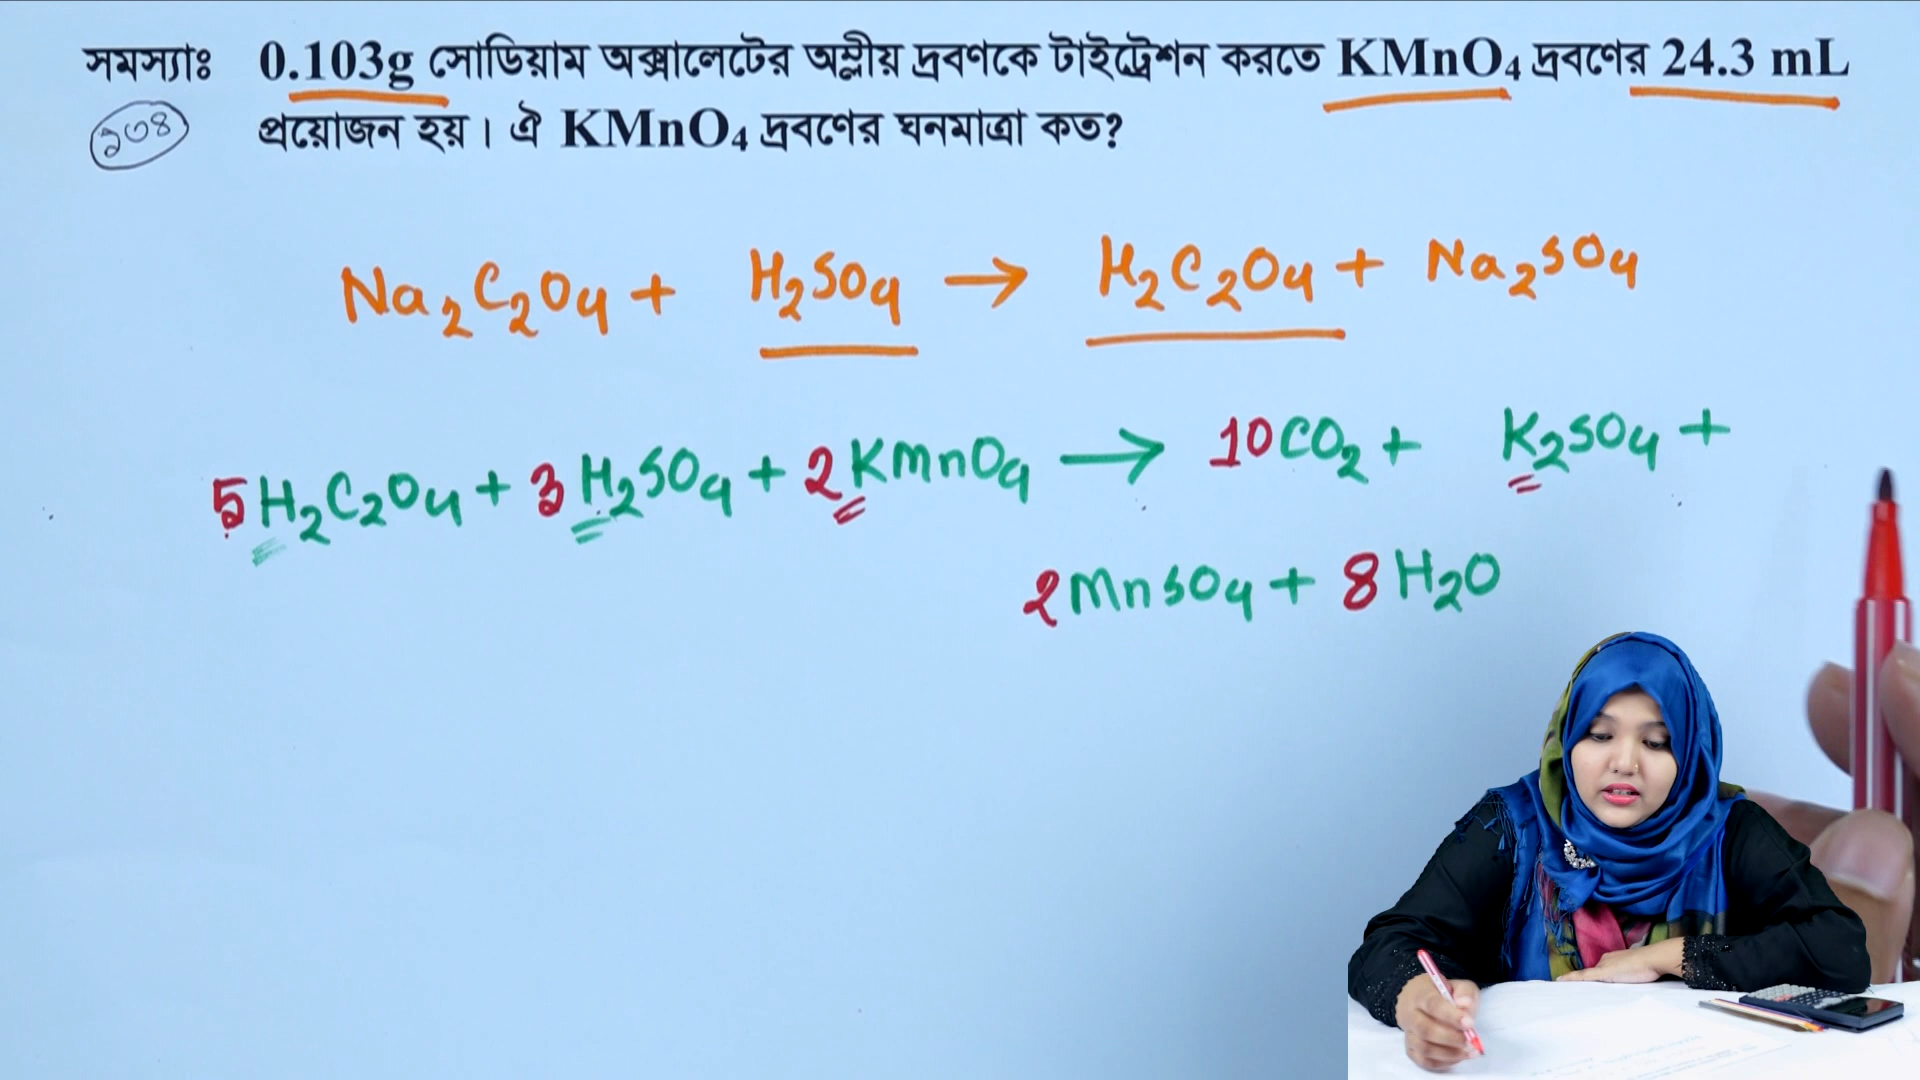 সমস্যাঃ 0.103g সোডিয়াম অক্সালেটের অম্লীয় দ্রবণকে টাইট্রেশন করতে KMnO₄ দ্রবণের 24.3 mL
১৩৪ প্রয়োজন হয়। ঐ KMnO₄ দ্রবণের ঘনমাত্রা কত?
Na₂C₂O₄ + H₂SO₄ → H₂C₂O₄ + Na₂SO₄
5H₂C₂O₄ + 3H₂SO₄ + 2KMnO₄ → 10CO₂ + K₂SO₄ +
2MnSO₄ + 8H₂O